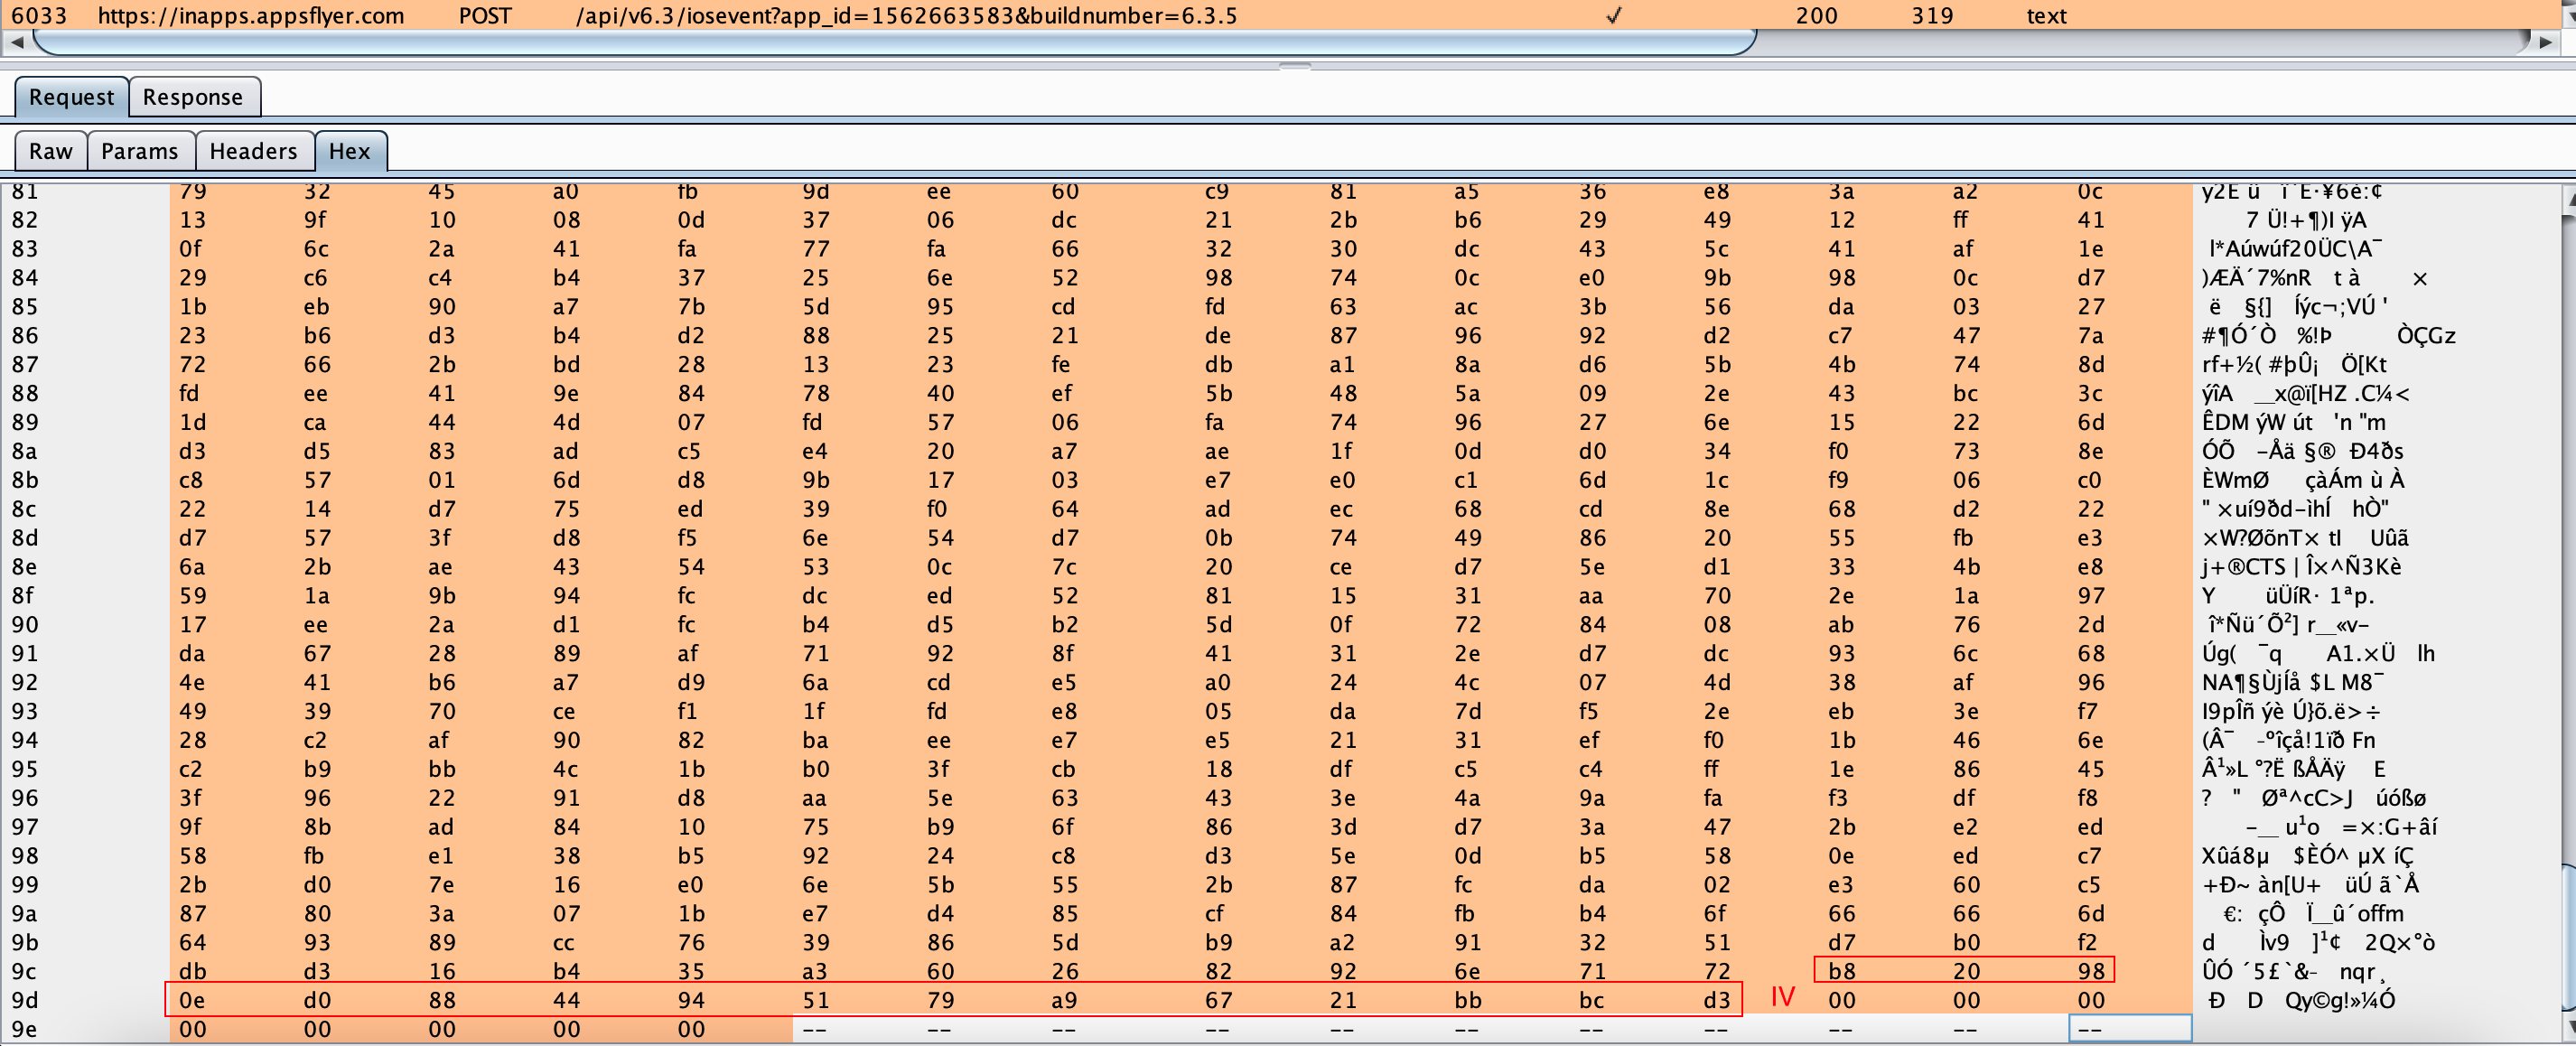 6033 https://inapps.appsflyer.com POST /api/v6.3/iosevent?app_id=1562663583&buildnumber=6.3.5 ✓ 200 319 text
Request Response
Raw Params Headers Hex
81 79 32 45 a0 fb 9d ee 60 c9 81 a5 36 e8 3a a2 0c
82 13 9f 10 08 0d 37 06 dc 21 2b b6 29 49 12 ff 41 7 Ü!+¶)I ÿA
83 0f 6c 2a 41 fa 77 fa 66 32 30 dc 43 5c 41 af 1e l*Aúwúf20ÜC\A¯
84 29 c6 c4 b4 37 25 6e 52 98 74 0c e0 9b 98 0c d7 )ÆÄ´7%nR t à ×
85 1b eb 90 a7 7b 5d 95 cd fd 63 ac 3b 56 da 03 27 ë §{] Íýc¬;VÚ '
86 23 b6 d3 b4 d2 88 25 21 de 87 96 92 d2 c7 47 7a #¶Ó´Ò %!Þ ÒÇGz
87 72 66 2b bd 28 13 23 fe db a1 8a d6 5b 4b 74 8d rf+½( #þÛ¡ Ö[Kt
88 fd ee 41 9e 84 78 40 ef 5b 48 5a 09 2e 43 bc 3c ýîA __x@ï[HZ .C¼<
89 1d ca 44 4d 07 fd 57 06 fa 74 96 27 6e 15 22 6d ÊDM ýW út 'n "m
8a d3 d5 83 ad c5 e4 20 a7 ae 1f 0d d0 34 f0 73 8e ÓÕ –Åä §® Ð4ðs
8b c8 57 01 6d d8 9b 17 03 e7 e0 c1 6d 1c f9 06 c0 ÈWmØ çàÁm ù À
8c 22 14 d7 75 ed 39 f0 64 ad ec 68 cd 8e 68 d2 22 " ×uí9ðd–ìhÍ hÒ"
8d d7 57 3f d8 f5 6e 54 d7 0b 74 49 86 20 55 fb e3 ×W?ØõnT× tI Uûã
8e 6a 2b ae 43 54 53 0c 7c 20 ce d7 5e d1 33 4b e8 j+®CTS | Î×^Ñ3Kè
8f 59 1a 9b 94 fc dc ed 52 81 15 31 aa 70 2e 1a 97 Y üÜíR· 1ªp.
90 17 ee 2a d1 fc b4 d5 b2 5d 0f 72 84 08 ab 76 2d î*Ñü´Õ²] r__«v–
91 da 67 28 89 af 71 92 8f 41 31 2e d7 dc 93 6c 68 Úg( ¯q A1.×Ü lh
92 4e 41 b6 a7 d9 6a cd e5 a0 24 4c 07 4d 38 af 96 NA¶§ÙjÍå $L M8¯
93 49 39 70 ce f1 1f fd e8 05 da 7d f5 2e eb 3e f7 I9pÎñ ýè Ú}õ.ë>÷
94 28 c2 af 90 82 ba ee e7 e5 21 31 ef f0 1b 46 6e (Â¯ –ºîçå!1ïð Fn
95 c2 b9 bb 4c 1b b0 3f cb 18 df c5 c4 ff 1e 86 45 Â¹»L °?Ë ßÅÄÿ E
96 3f 96 22 91 d8 aa 5e 63 43 3e 4a 9a fa f3 df f8 ? " Øª^cC>J úóßø
97 9f 8b ad 84 10 75 b9 6f 86 3d d7 3a 47 2b e2 ed –__ u¹o =×:G+âí
98 58 fb e1 38 b5 92 24 c8 d3 5e 0d b5 58 0e ed c7 Xûá8µ $ÈÓ^ µX íÇ
99 2b d0 7e 16 e0 6e 5b 55 2b 87 fc da 02 e3 60 c5 +Ð~ àn[U+ üÚ ã`Å
9a 87 80 3a 07 1b e7 d4 85 cf 84 fb b4 6f 66 66 6d €: çÔ Ï__û´offm
9b 64 93 89 cc 76 39 86 5d b9 a2 91 32 51 d7 b0 f2 d Ìv9 ]¹¢ 2Q×°ò
9c db d3 16 b4 35 a3 60 26 82 92 6e 71 72 b8 20 98 ÛÓ ´5£`&– nqr¸
9d 0e d0 88 44 94 51 79 a9 67 21 bb bc d3 IV 00 00 00 Ð D Qy©g!»¼Ó
9e 00 00 00 00 00 -- -- -- -- -- -- -- -- -- -- --